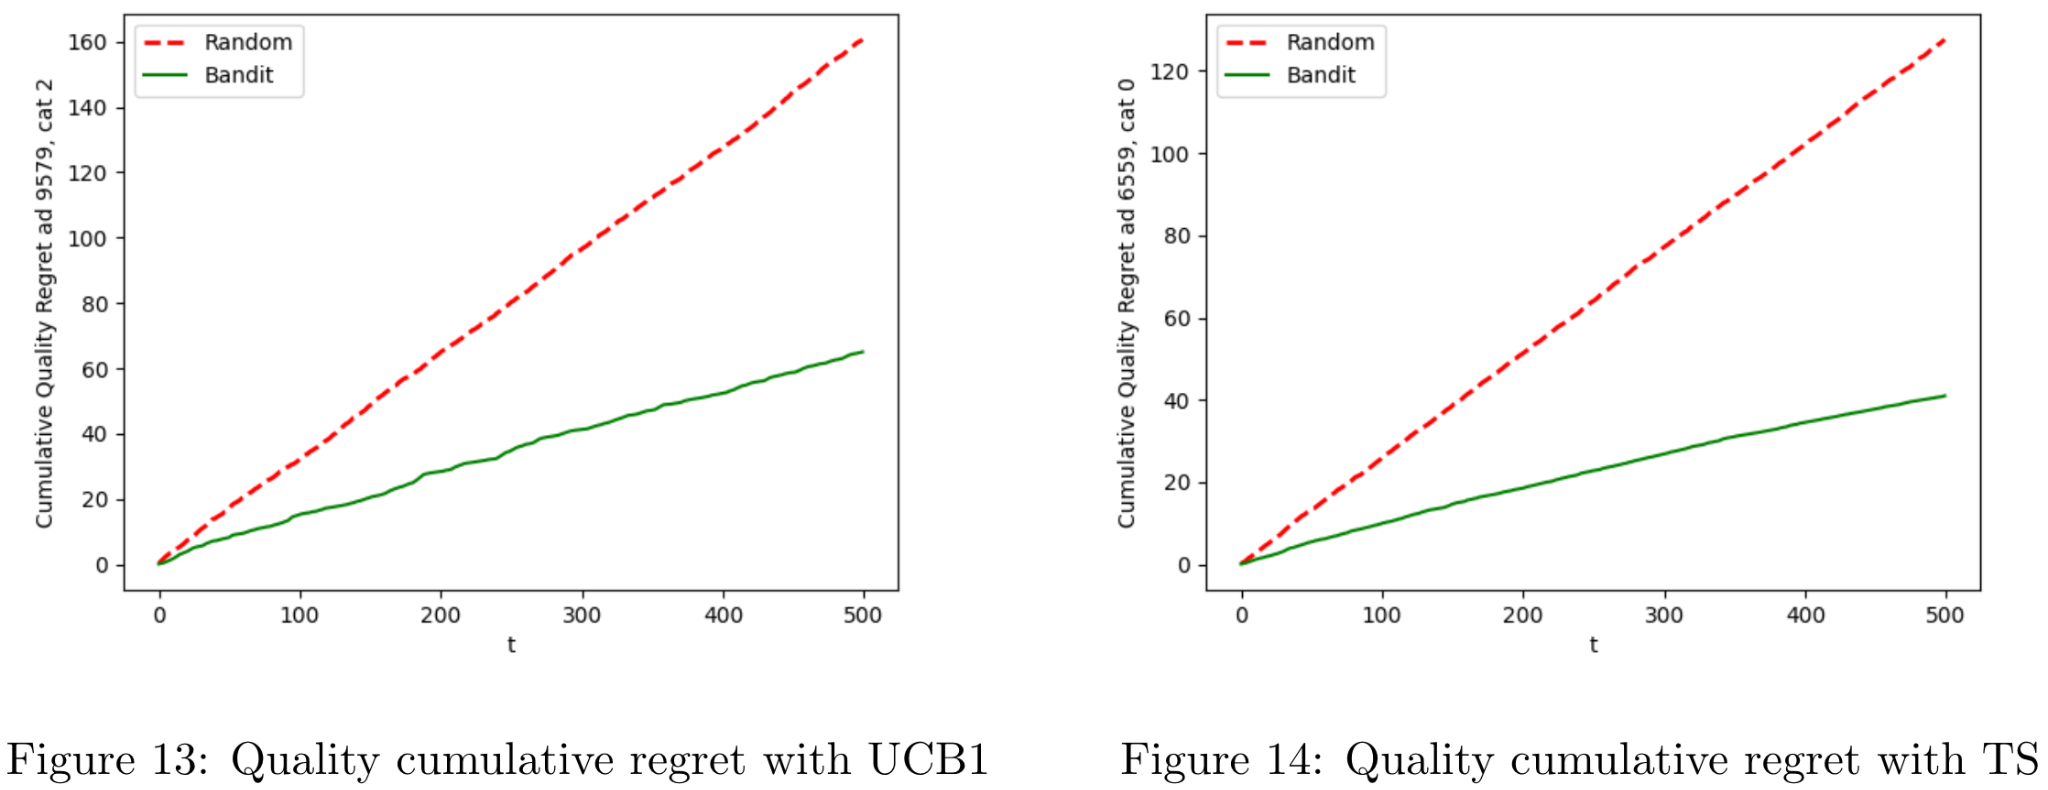 Cumulative Quality Regret ad 9579, cat 2
160
140
120
100
80
60
40
20
0
Random
Bandit
0 100 200 300 400 500
t
Figure 13: Quality cumulative regret with UCB1
Cumulative Quality Regret ad 6559, cat 0
120
100
80
60
40
20
0
Random
Bandit
0 100 200 300 400 500
t
Figure 14: Quality cumulative regret with TS